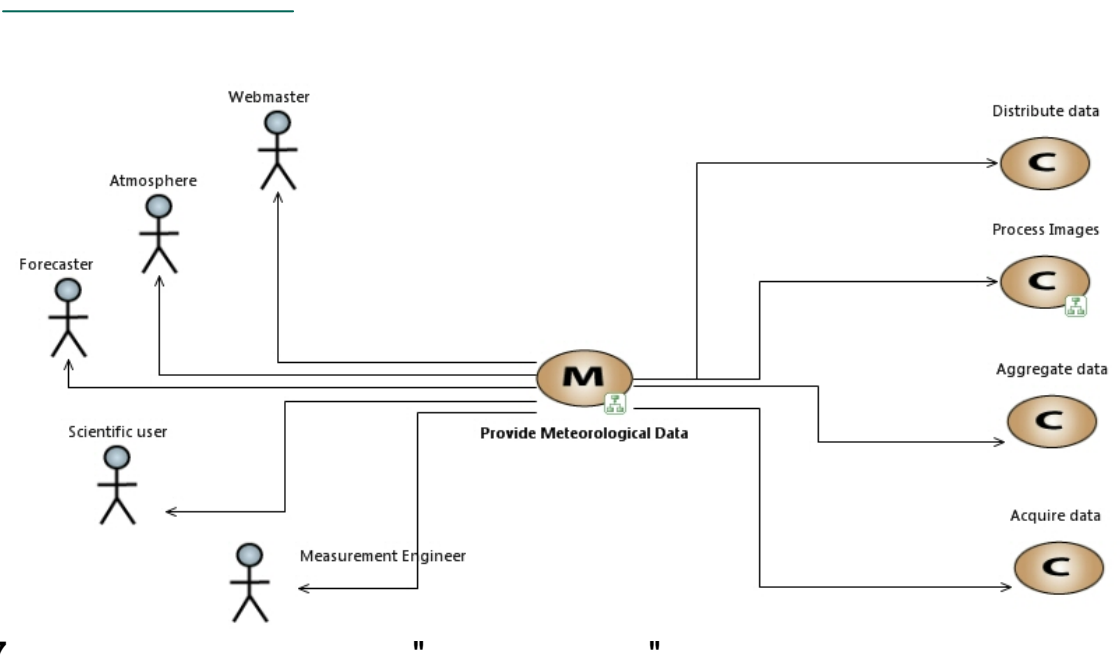 Webmaster
Distribute data
C
Atmosphere
Process Images
C
Forecaster
M
Aggregate data
C
Scientific user
Provide Meteorological Data
Acquire data
C
Measurement Engineer
" "